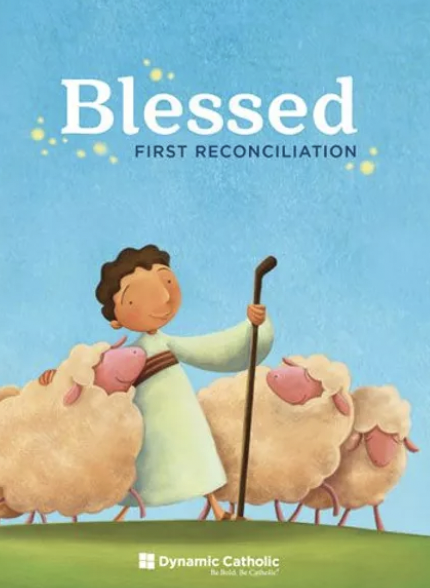 Blessed
FIRST RECONCILIATION
Dynamic Catholic
Be Bold. Be Catholic.®